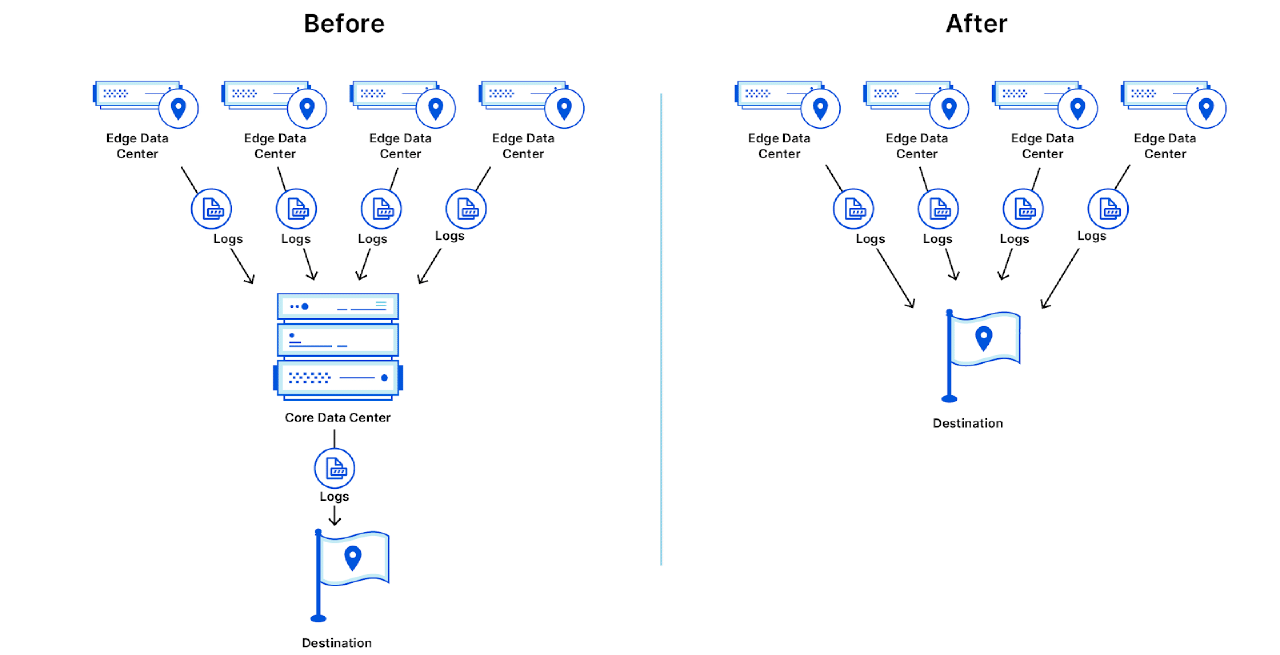 Before
After
Edge Data
Center
Edge Data
Center
Edge Data
Center
Edge Data
Center
Logs
Logs
Logs
Logs
Core Data Center
Logs
Destination
Edge Data
Center
Edge Data
Center
Edge Data
Center
Edge Data
Center
Logs
Logs
Logs
Logs
Destination